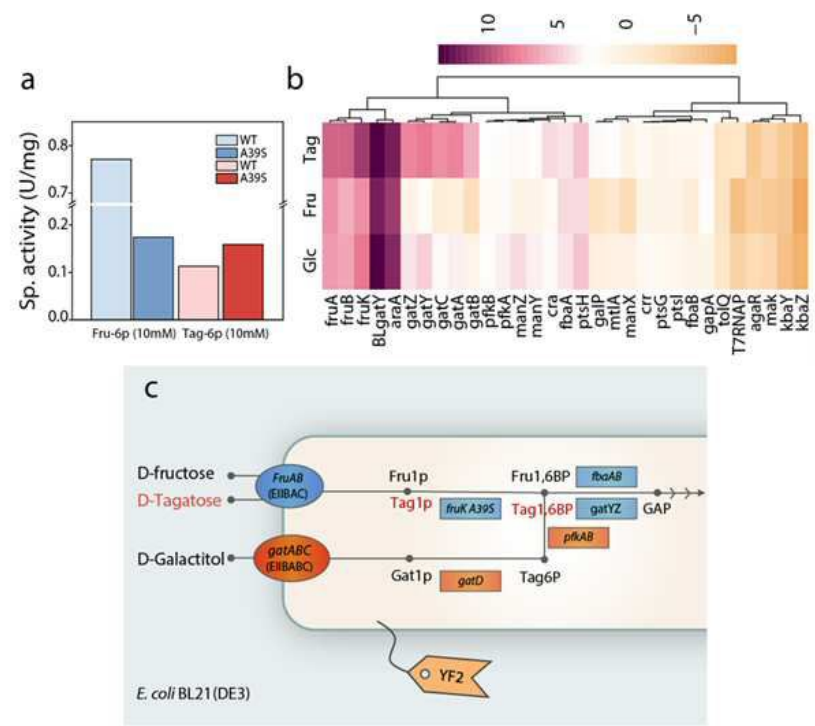 10
5
0
−5
a
b
Sp. activity (U/mg)
0.8
0.7
0.2
0.1
0.0
WT
A39S
WT
A39S
Fru-6p (10mM) Tag-6p (10mM)
Tag
Fru
Glc
fruA
fruB
fruK
BLgatY
araA
gatZ
gatY
gatC
gatA
gatB
pfkB
pfkA
manZ
manY
cra
fbaA
ptsH
galP
mtlA
manX
crr
ptsG
ptsI
fbaB
gapA
tolQ
T7RNAP
agaR
mak
kbaY
kbaZ
c
D-fructose
D-Tagatose
FruAB
(EIIBAC)
Fru1p
Tag1p
fruK A39S
Fru1,6BP
Tag1,6BP
fbaAB
gatYZ
GAP
pfkAB
D-Galactitol
gatABC
(EIIBABC)
Gat1p
gatD
Tag6P
YF2
E. coli BL21(DE3)